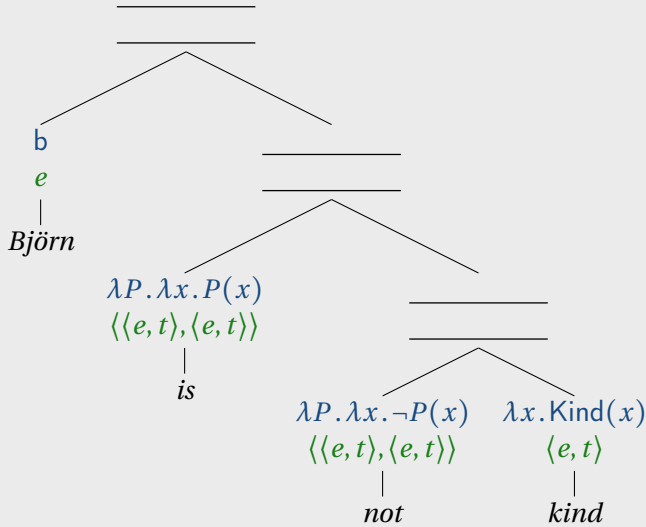 b
e
Björn
λP.λx.P(x)
⟨⟨e,t⟩,⟨e,t⟩⟩
is
λP.λx.¬P(x) λx.Kind(x)
⟨⟨e,t⟩,⟨e,t⟩⟩ ⟨e,t⟩
not kind